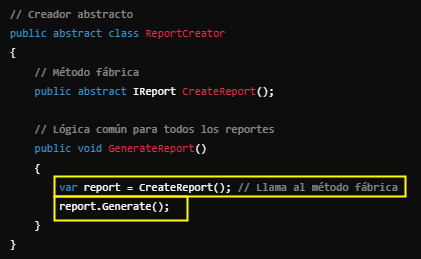 // Creador abstracto
public abstract class ReportCreator
{
    // Método fábrica
    public abstract IReport CreateReport();

    // Lógica común para todos los reportes
    public void GenerateReport()
    {
        var report = CreateReport(); // Llama al método fábrica
        report.Generate();
    }
}